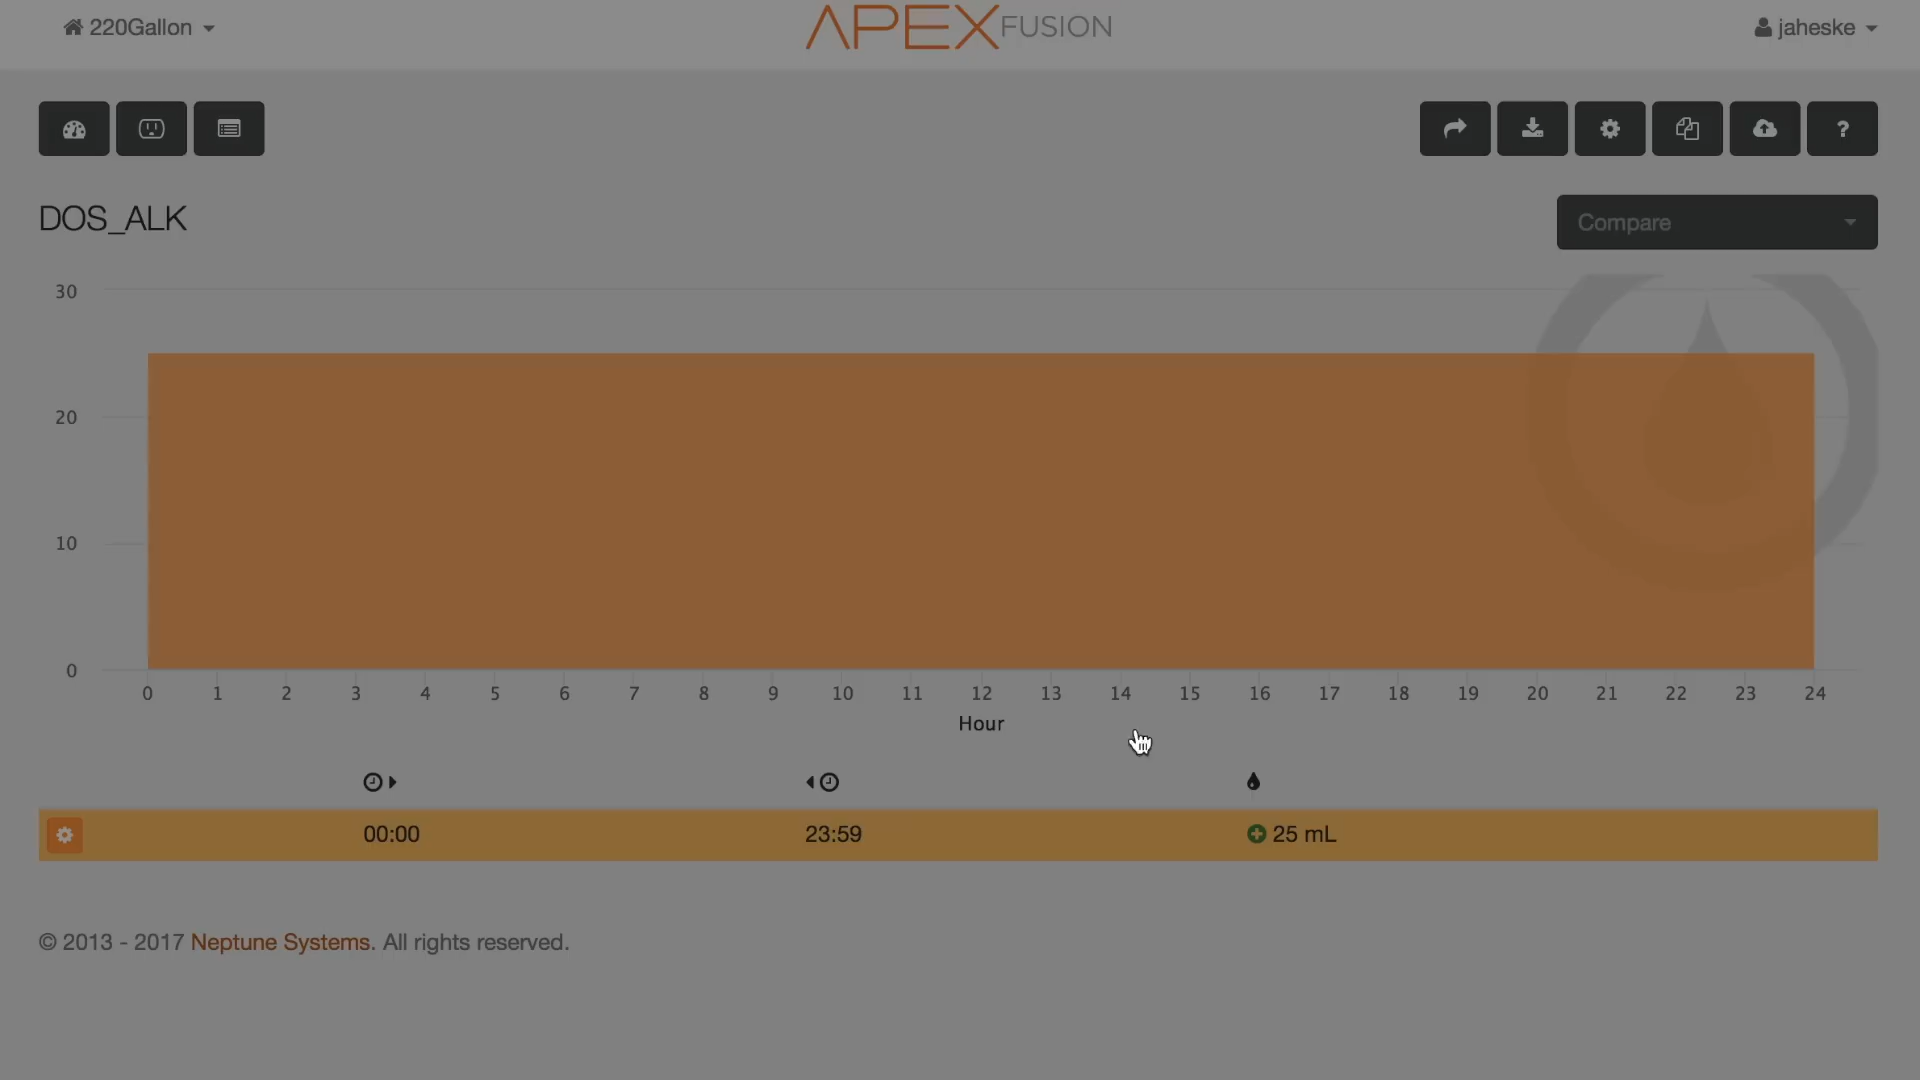 220Gallon
APEX FUSION
jaheske
?
DOS_ALK
Compare
30
20
10
0
0 1 2 3 4 5 6 7 8 9 10 11 12 13 14 15 16 17 18 19 20 21 22 23 24
Hour
00:00 23:59 25 mL
© 2013 - 2017 Neptune Systems. All rights reserved.